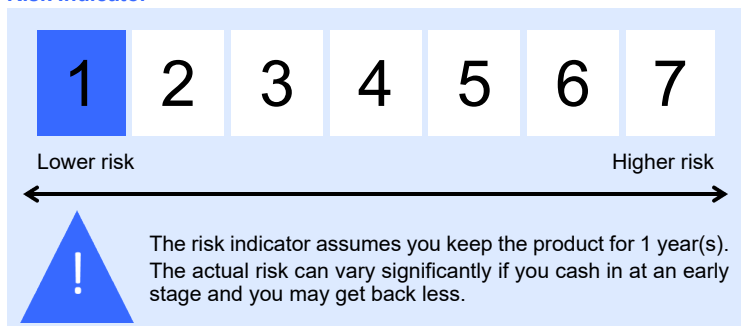 Risk Indicator
1 2 3 4 5 6 7
Lower risk Higher risk
!
The risk indicator assumes you keep the product for 1 year(s).
The actual risk can vary significantly if you cash in at an early
stage and you may get back less.